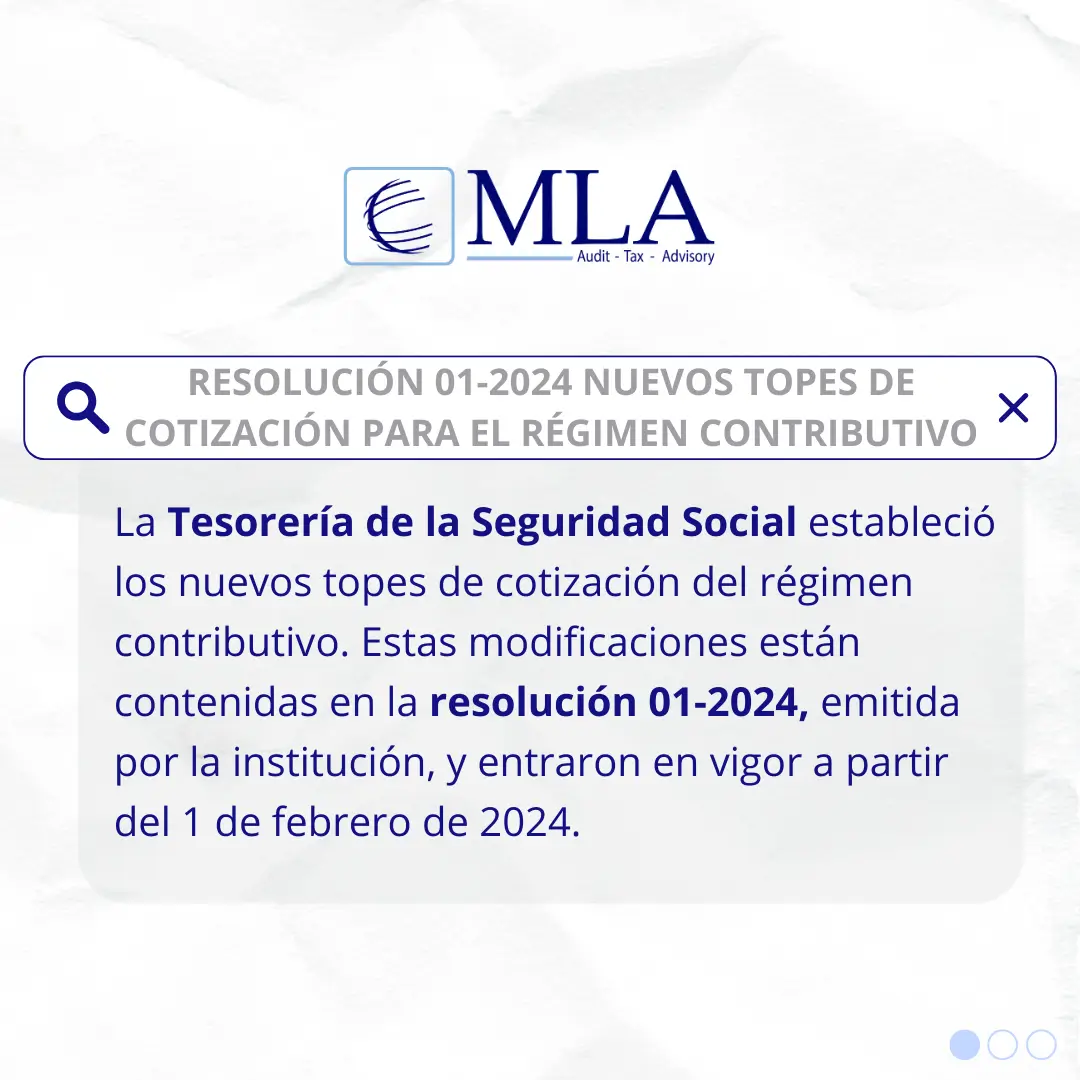 MLA
Audit - Tax - Advisory
RESOLUCIÓN 01-2024 NUEVOS TOPES DE
COTIZACIÓN PARA EL RÉGIMEN CONTRIBUTIVO
La Tesorería de la Seguridad Social estableció
los nuevos topes de cotización del régimen
contributivo. Estas modificaciones están
contenidas en la resolución 01-2024, emitida
por la institución, y entraron en vigor a partir
del 1 de febrero de 2024.